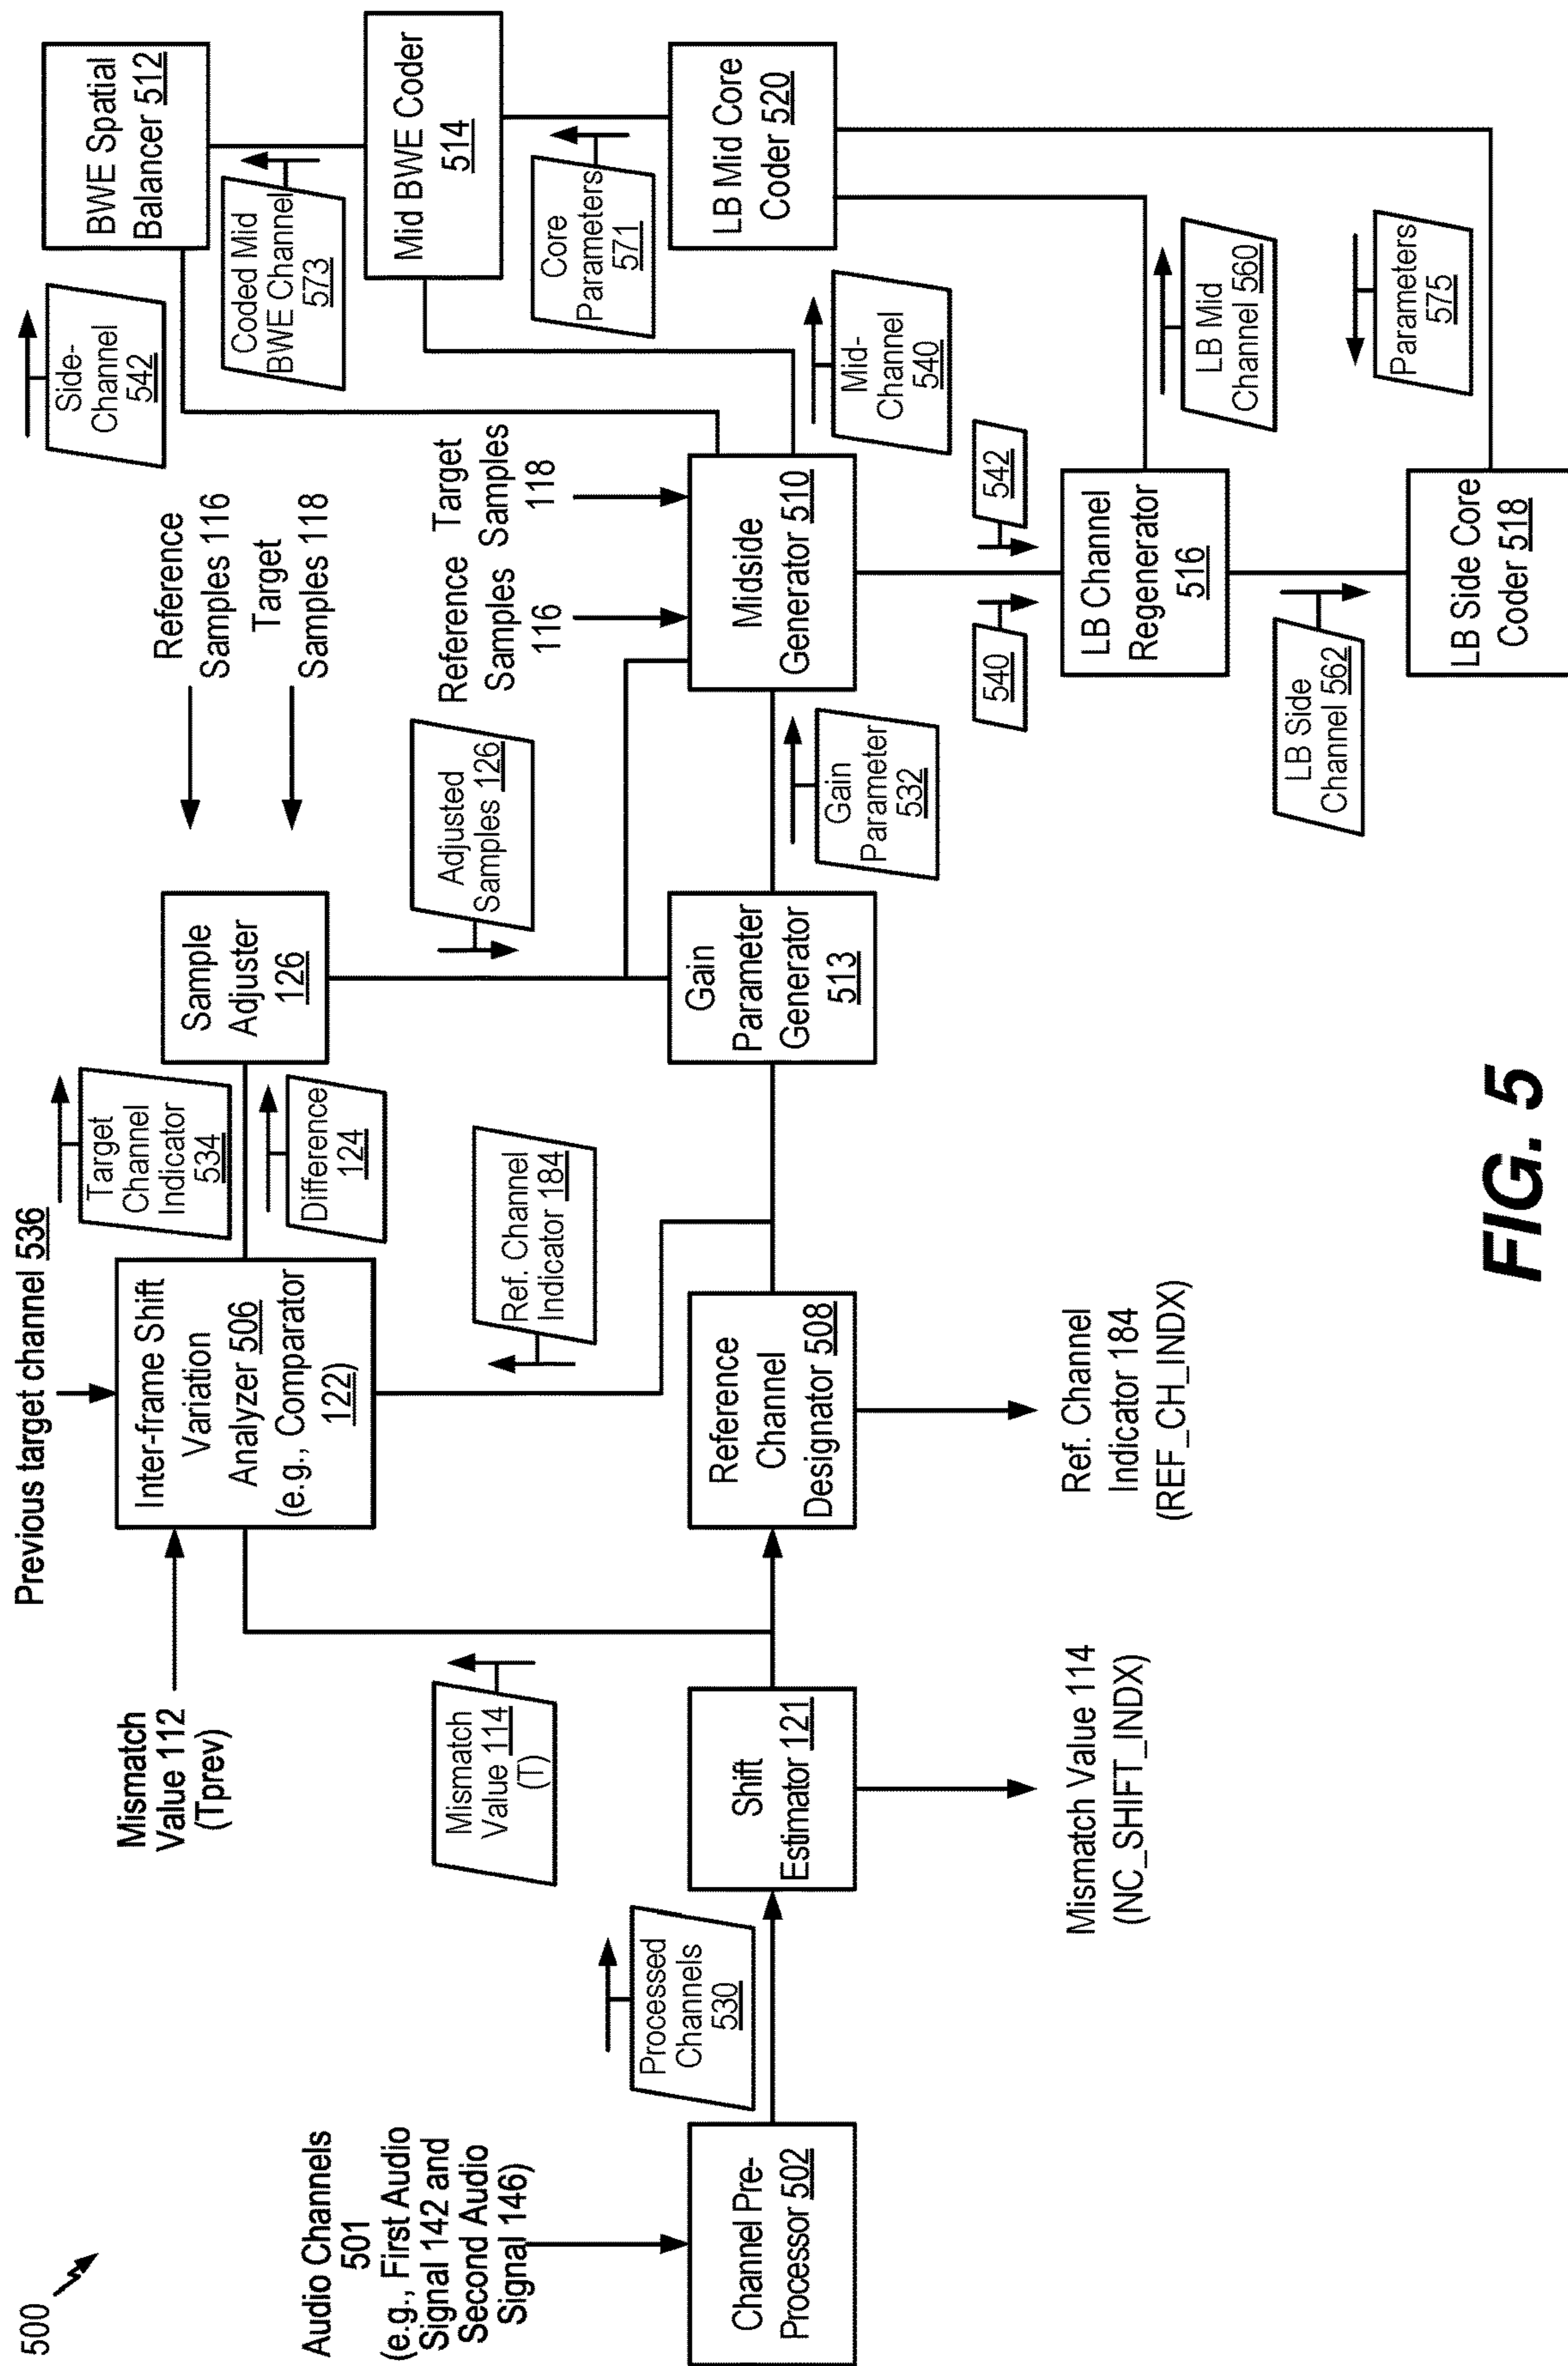 500
Audio Channels
501
(e.g., First Audio
Signal 142 and
Second Audio
Signal 146)
Channel Pre-
Processor 502
Processed
Channels
530
Shift
Estimator 121
Mismatch Value 114
(NC_SHIFT_INDX)
Mismatch
Value 114
(T)
Mismatch
Value 112
(Tprev)
Previous target channel 536
Inter-frame Shift
Variation
Analyzer 506
(e.g., Comparator
122)
Reference
Channel
Designator 508
Ref. Channel
Indicator 184
(REF_CH_INDX)
Ref. Channel
Indicator 184
Target
Channel
Indicator
534
Difference
124
Sample
Adjuster
126
Reference
Samples 116
Target
Samples 118
Adjusted
Samples 126
Gain
Parameter
Generator
513
Gain
Parameter
532
Reference
Samples
116
Target
Samples
118
Midside
Generator 510
Side-
Channel
542
Mid-
Channel
540
BWE Spatial
Balancer 512
Coded Mid
BWE Channel
573
Mid BWE Coder
514
Core
Parameters
571
LB Mid Core
Coder 520
540
542
LB Channel
Regenerator
516
LB Mid
Channel 560
LB Side
Channel 562
Parameters
575
LB Side Core
Coder 518
FIG. 5